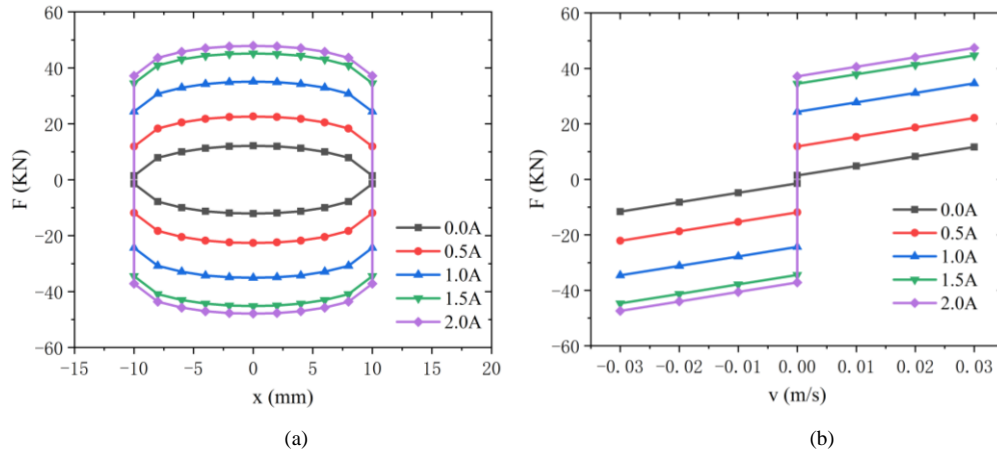 60
40
20
0
-20
-40
-60
F (KN)
0.0A
0.5A
1.0A
1.5A
2.0A
-15 -10 -5 0 5 10 15 20
x (mm)
(a)
60
40
20
0
-20
-40
-60
F (KN)
0.0A
0.5A
1.0A
1.5A
2.0A
-0.03 -0.02 -0.01 0.00 0.01 0.02 0.03
v (m/s)
(b)